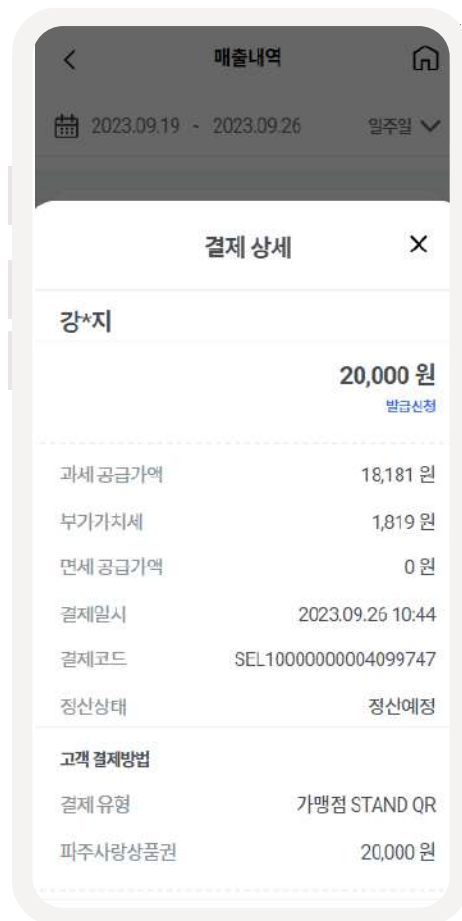 매출내역
2023.09.19 - 2023.09.26 일주일
결제 상세
강*지
20,000 원
발급신청
과세 공급가액 18,181 원
부가가치세 1,819 원
면세 공급가액 0 원
결제일시 2023.09.26 10:44
결제코드 SEL10000000004099747
정산상태 정산예정
고객 결제방법
결제 유형 가맹점 STAND QR
파주사랑상품권 20,000 원